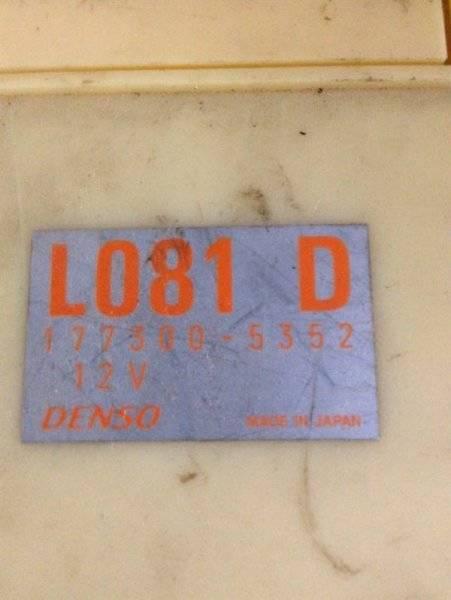 L081 D
177300-5352
12V
DENSO
MADE IN JAPAN